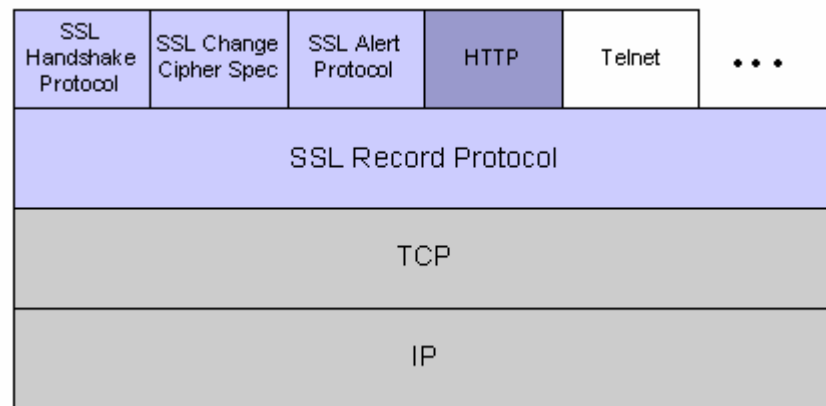 SSL
Handshake
Protocol
SSL Change
Cipher Spec
SSL Alert
Protocol
HTTP
Telnet
...
SSL Record Protocol
TCP
IP